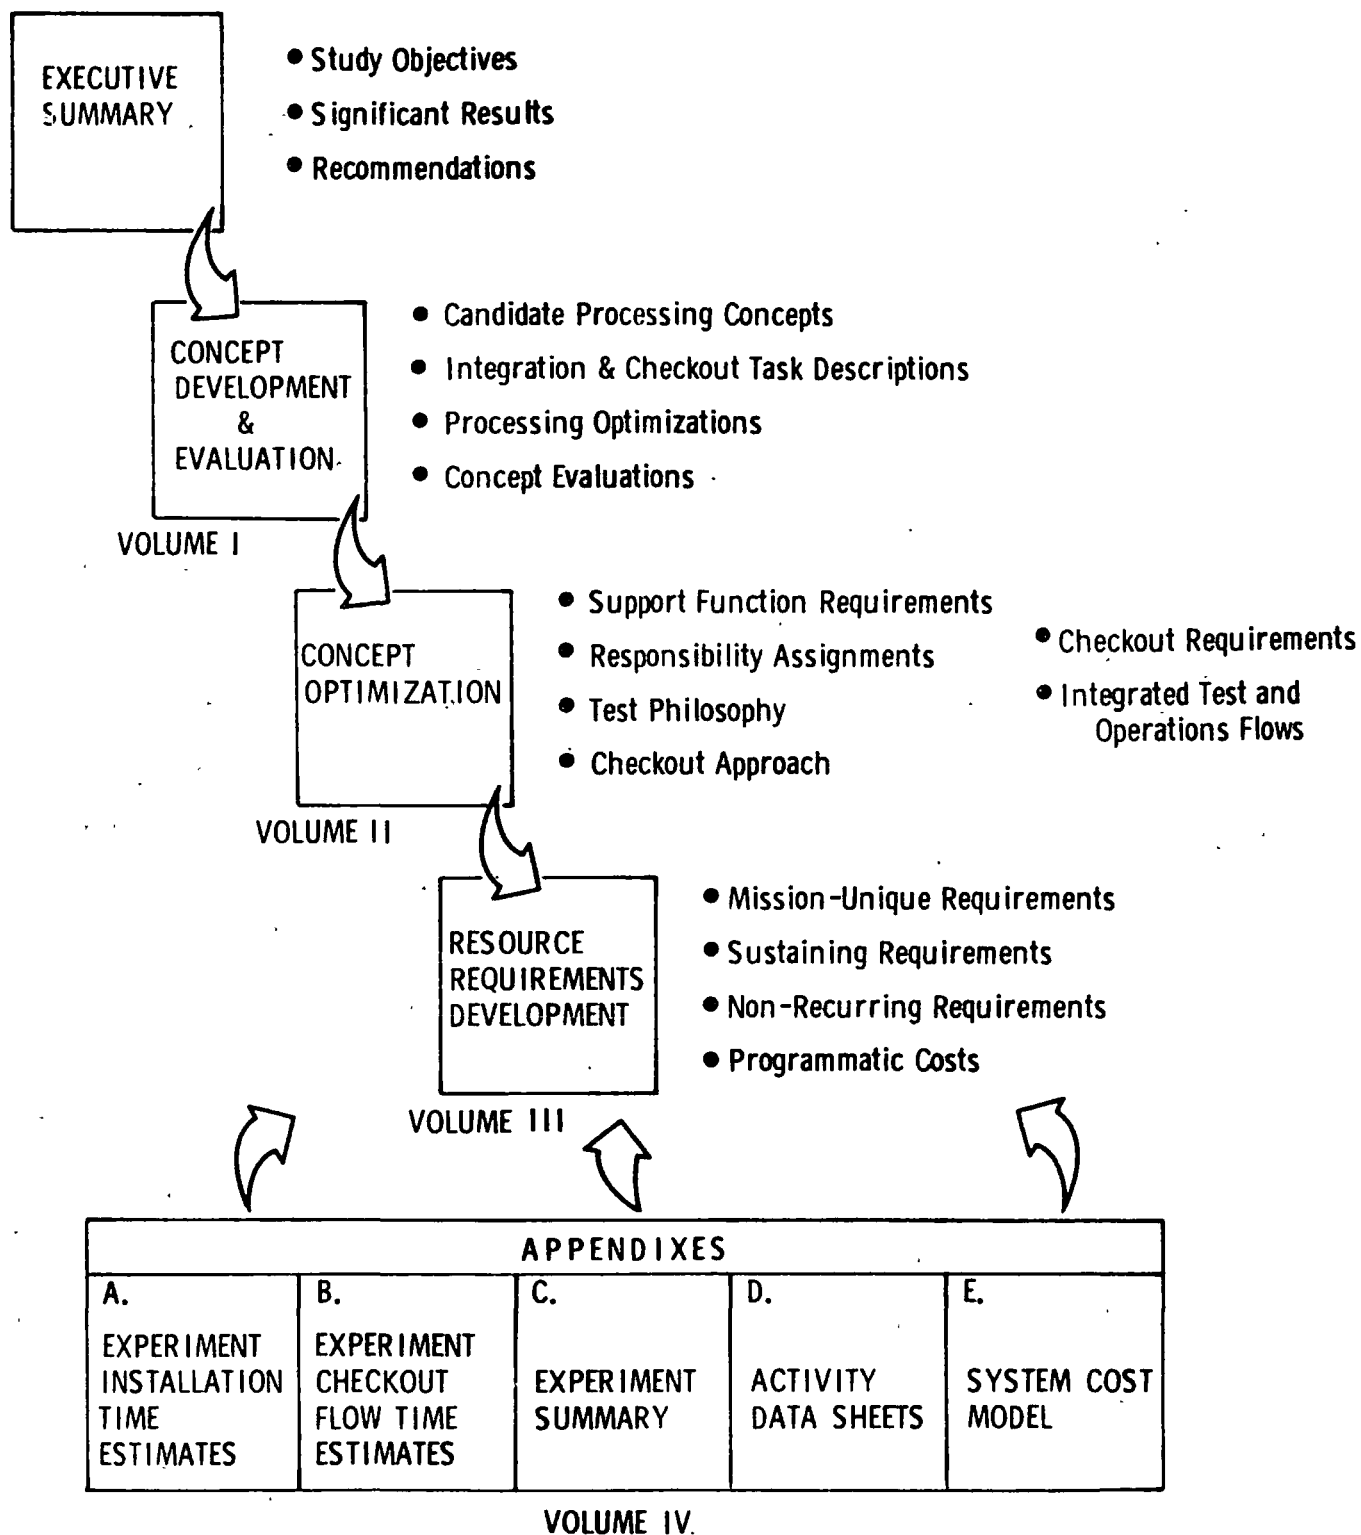 EXECUTIVE
SUMMARY
• Study Objectives
• Significant Results
• Recommendations
CONCEPT
DEVELOPMENT
&
EVALUATION
VOLUME I
• Candidate Processing Concepts
• Integration & Checkout Task Descriptions
• Processing Optimizations
• Concept Evaluations
CONCEPT
OPTIMIZATION
VOLUME II
• Support Function Requirements
• Responsibility Assignments
• Test Philosophy
• Checkout Approach
• Checkout Requirements
• Integrated Test and
Operations Flows
RESOURCE
REQUIREMENTS
DEVELOPMENT
VOLUME III
• Mission-Unique Requirements
• Sustaining Requirements
• Non-Recurring Requirements
• Programmatic Costs
APPENDIXES
A.
EXPERIMENT
INSTALLATION
TIME
ESTIMATES
B.
EXPERIMENT
CHECKOUT
FLOW TIME
ESTIMATES
C.
EXPERIMENT
SUMMARY
D.
ACTIVITY
DATA SHEETS
E.
SYSTEM COST
MODEL
VOLUME IV.